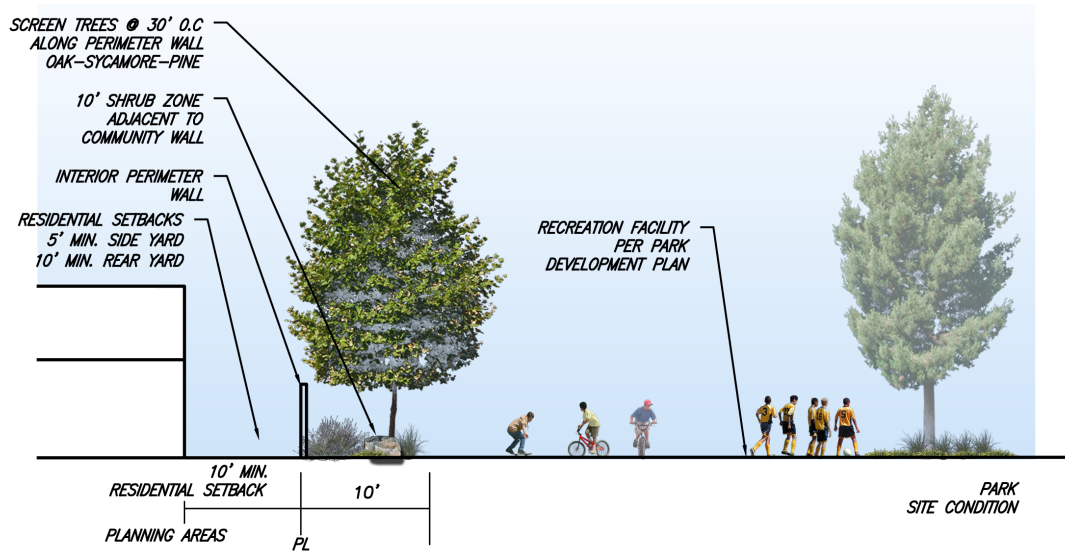 SCREEN TREES @ 30' O.C
ALONG PERIMETER WALL
OAK-SYCAMORE-PINE
10' SHRUB ZONE
ADJACENT TO
COMMUNITY WALL
INTERIOR PERIMETER
WALL
RESIDENTIAL SETBACKS
5' MIN. SIDE YARD
10' MIN. REAR YARD
RECREATION FACILITY
PER PARK
DEVELOPMENT PLAN
10' MIN.
RESIDENTIAL SETBACK
10'
PLANNING AREAS
PL
PARK
SITE CONDITION